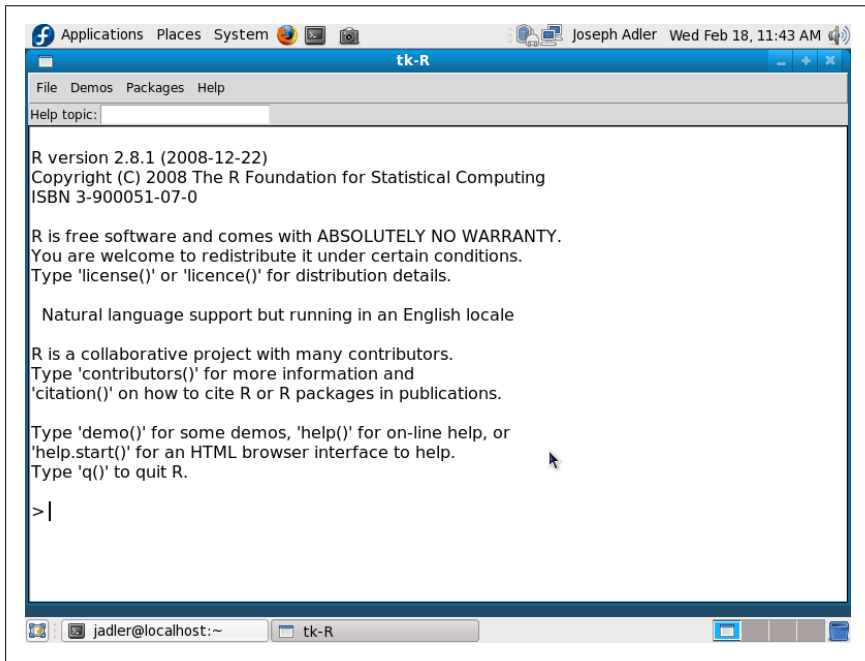 Applications Places System Joseph Adler Wed Feb 18, 11:43 AM
tk-R
File Demos Packages Help
Help topic:
R version 2.8.1 (2008-12-22)
Copyright (C) 2008 The R Foundation for Statistical Computing
ISBN 3-900051-07-0
R is free software and comes with ABSOLUTELY NO WARRANTY.
You are welcome to redistribute it under certain conditions.
Type 'license()' or 'licence()' for distribution details.
Natural language support but running in an English locale
R is a collaborative project with many contributors.
Type 'contributors()' for more information and
'citation()' on how to cite R or R packages in publications.
Type 'demo()' for some demos, 'help()' for on-line help, or
'help.start()' for an HTML browser interface to help.
Type 'q()' to quit R.
>
jadler@localhost:~ tk-R